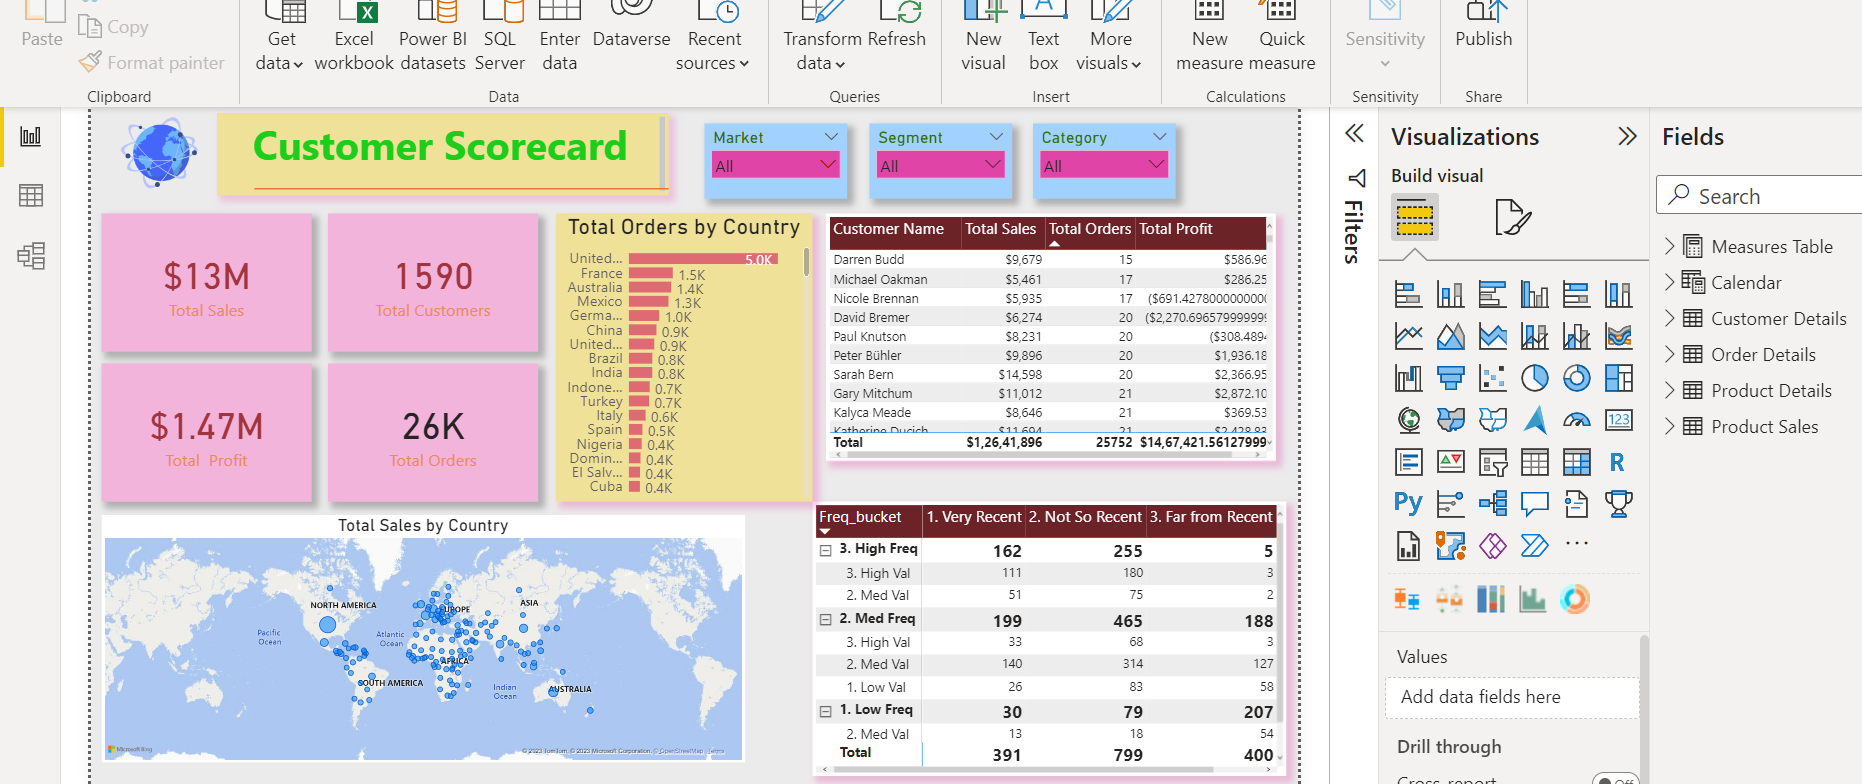 Paste
Copy
Format painter
Clipboard
Get data
Excel workbook
Power BI datasets
SQL Server
Enter data
Dataverse
Recent sources
Data
Transform data
Refresh
Queries
New visual
Text box
More visuals
Insert
New measure
Quick measure
Calculations
Sensitivity
Sensitivity
Publish
Share
Customer Scorecard
Market
All
Segment
All
Category
All
$13M
Total Sales
1590
Total Customers
$1.47M
Total Profit
26K
Total Orders
Total Orders by Country
United... 5.0K
France 1.5K
Australia 1.4K
Mexico 1.3K
Germa... 1.0K
China 0.9K
United... 0.9K
Brazil 0.8K
India 0.8K
Indone... 0.7K
Turkey 0.7K
Italy 0.6K
Spain 0.5K
Nigeria 0.4K
Domin... 0.4K
El Salv... 0.4K
Cuba 0.4K
Customer Name Total Sales Total Orders Total Profit
Darren Budd $9,679 15 $586.96
Michael Oakman $5,461 17 $286.25
Nicole Brennan $5,935 17 ($691.4278000000000
David Bremer $6,274 20 ($2,270.696579999999
Paul Knutson $8,231 20 ($308.489
Peter Bühler $9,896 20 $1,936.18
Sarah Bern $14,598 20 $2,366.95
Gary Mitchum $11,012 21 $2,872.10
Kalyca Meade $8,646 21 $369.53
Katherine Ducich $11,694 21 $2,428.83
Total $1,26,41,896 25752 $14,67,421.56127999
Total Sales by Country
NORTH AMERICA
EUROPE
ASIA
Pacific Ocean
Atlantic Ocean
AFRICA
SOUTH AMERICA
Indian Ocean
AUSTRALIA
Microsoft Bing
© 2023 TomTom, © 2023 Microsoft Corporation, © OpenStreetMap Terms
Freq_bucket 1. Very Recent 2. Not So Recent 3. Far from Recent
3. High Freq 162 255 5
3. High Val 111 180 3
2. Med Val 51 75 2
2. Med Freq 199 465 188
3. High Val 33 68 3
2. Med Val 140 314 127
1. Low Val 26 83 58
1. Low Freq 30 79 207
2. Med Val 13 18 54
Total 391 799 400
Filters
Visualizations
Build visual
123
R
Py
...
Values
Add data fields here
Drill through
Cross-report
Off
Fields
Search
Measures Table
Calendar
Customer Details
Order Details
Product Details
Product Sales